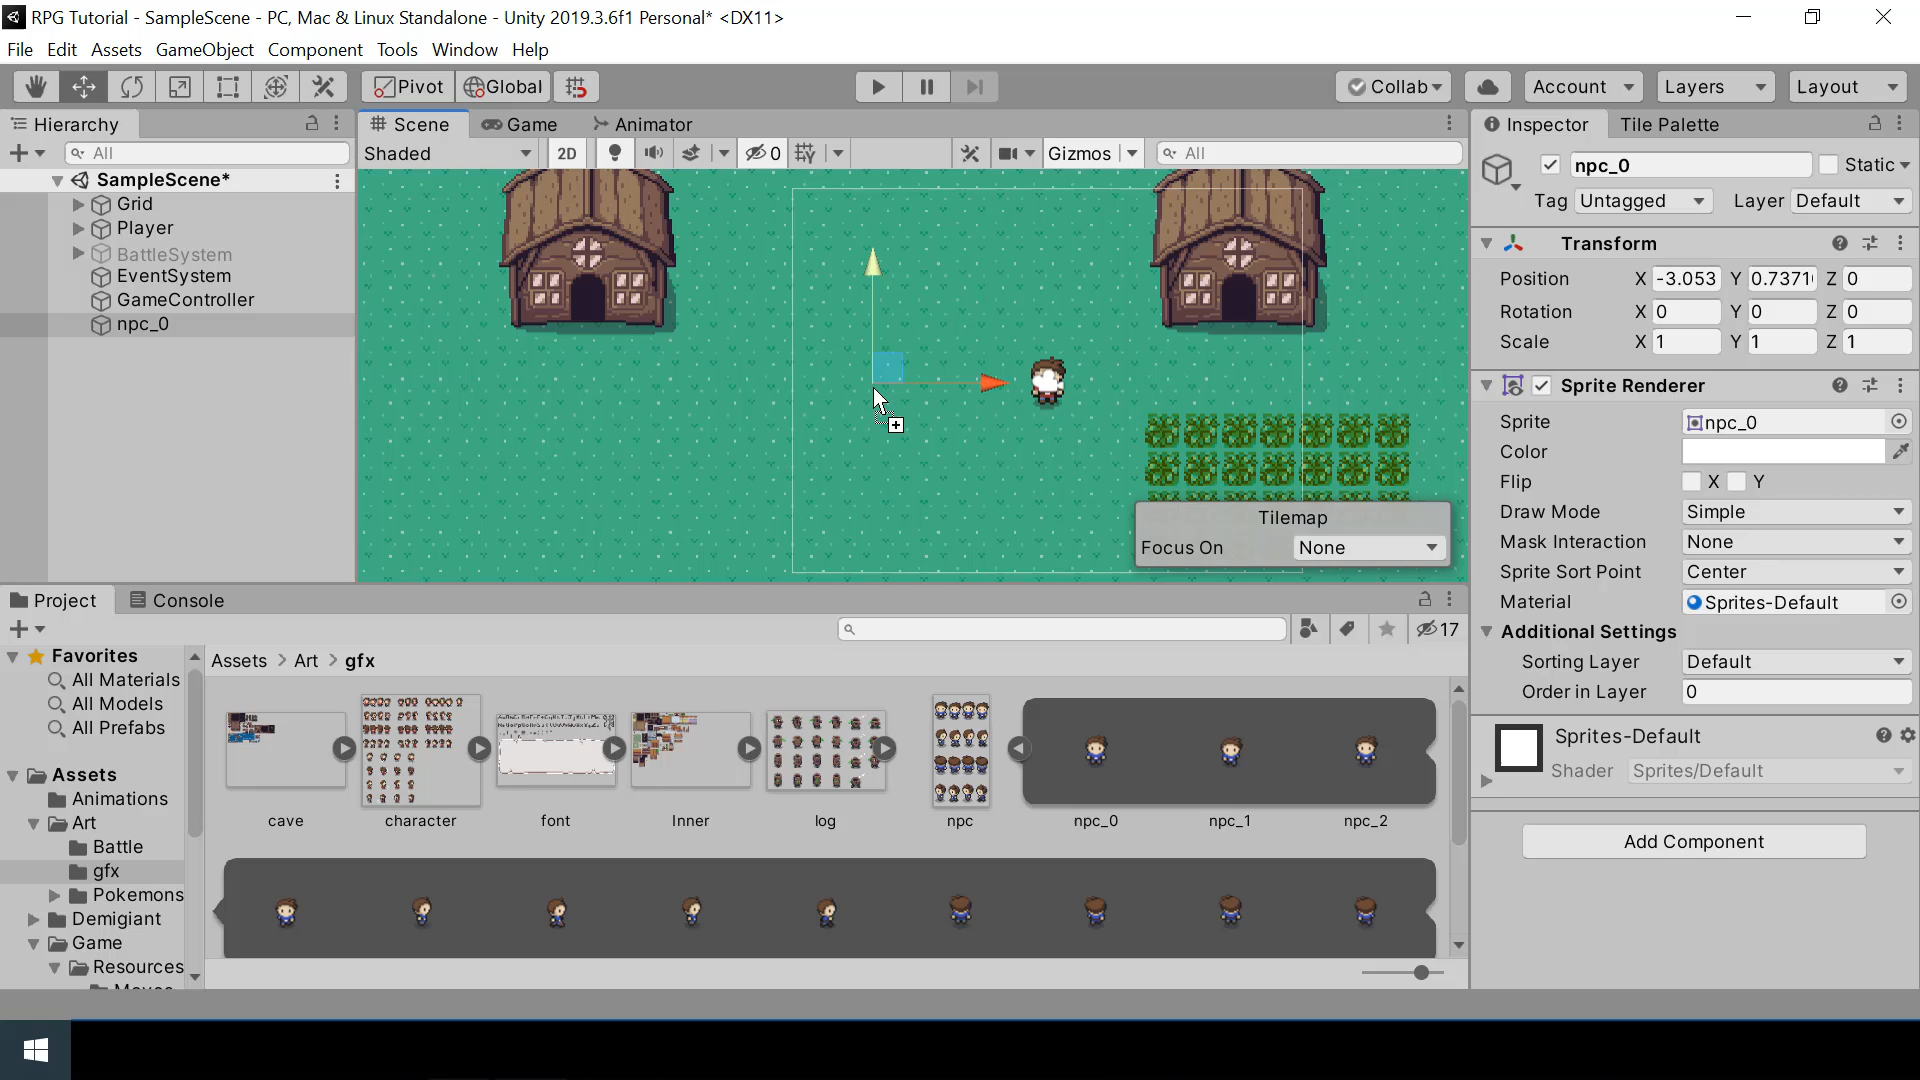 RPG Tutorial - SampleScene - PC, Mac & Linux Standalone - Unity 2019.3.6f1 Personal* <DX11>
File Edit Assets GameObject Component Tools Window Help
Pivot Global Collab Account Layers Layout
Hierarchy
Scene Game Animator
Inspector Tile Palette
All
Shaded 2D 0 Gizmos All
SampleScene*
Grid
Player
BattleSystem
EventSystem
GameController
npc_0
Tilemap
Focus On None
npc_0 Static
Tag Untagged Layer Default
Transform
Position X -3.053 Y 0.7371 Z 0
Rotation X 0 Y 0 Z 0
Scale X 1 Y 1 Z 1
Sprite Renderer
Sprite npc_0
Color
Flip X Y
Draw Mode Simple
Mask Interaction None
Sprite Sort Point Center
Material Sprites-Default
Additional Settings
Sorting Layer Default
Order in Layer 0
Sprites-Default
Shader Sprites/Default
Add Component
Project Console
17
Favorites
All Materials
All Models
All Prefabs
Assets
Animations
Art
Battle
gfx
Pokemons
Demigiant
Game
Resources
Assets > Art > gfx
cave character font Inner log npc npc_0 npc_1 npc_2